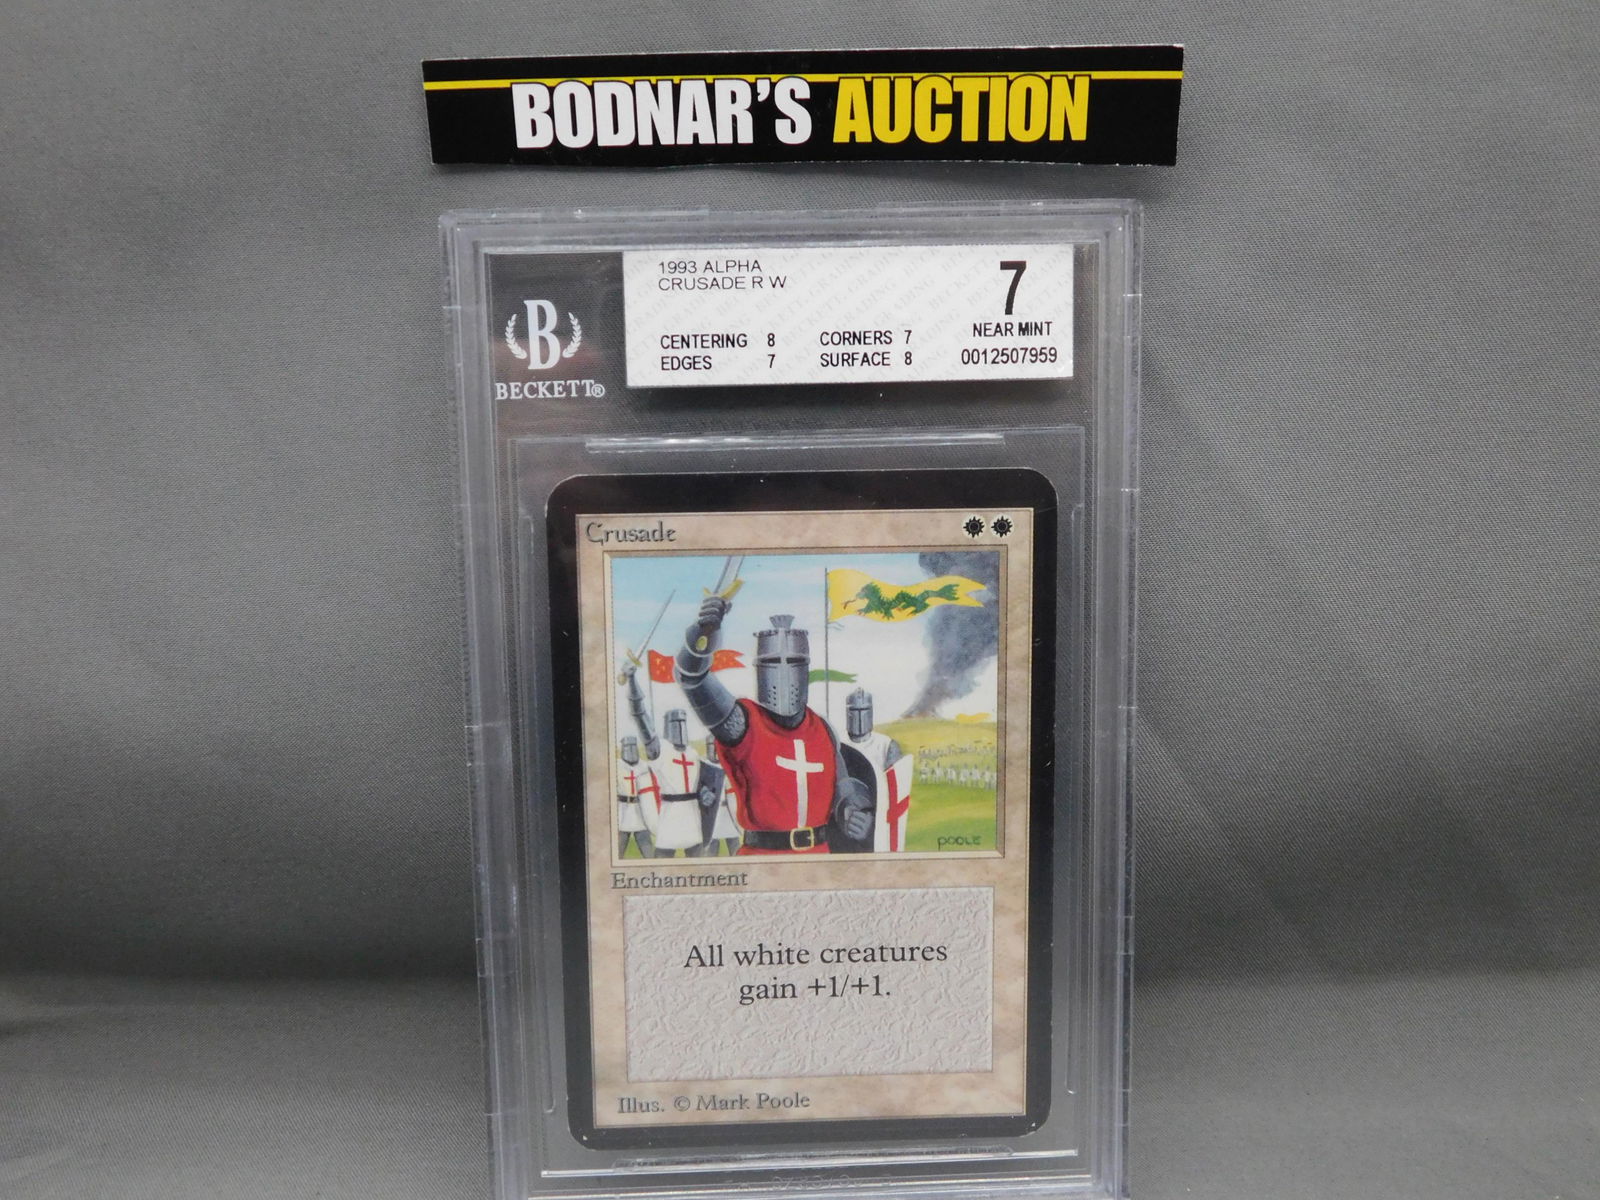 BODNAR'S AUCTION
1993 ALPHA
CRUSADE R W
7
NEAR MINT
0012507959
CENTERING 8 CORNERS 7
EDGES 7 SURFACE 8
B
BECKETT®
Crusade
POOLE
Enchantment
All white creatures
gain +1/+1.
Illus. © Mark Poole